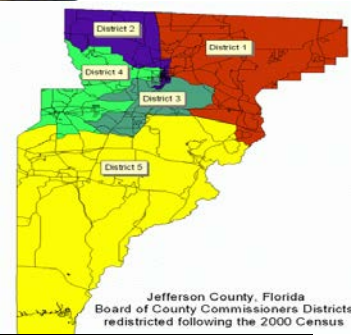 District 2
District 1
District 4
District 3
District 5
Jefferson County, Florida
Board of County Commissioners Districts
redistricted following the 2000 Census